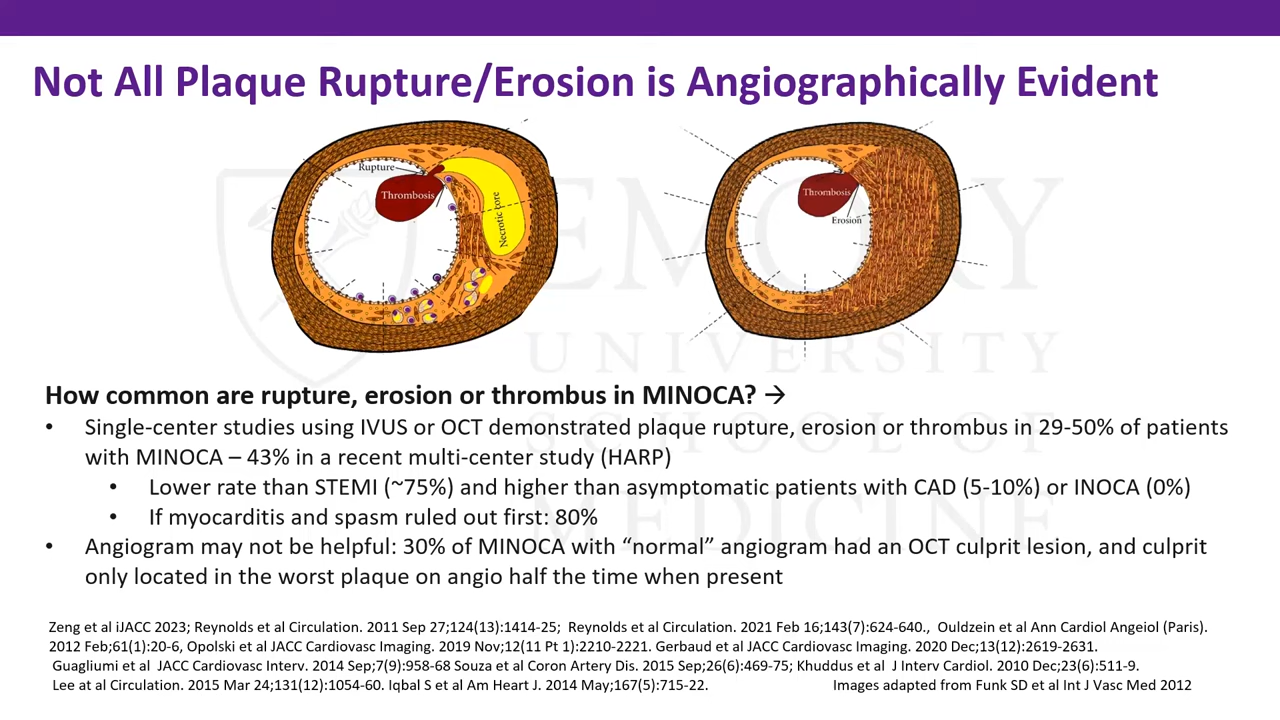 Not All Plaque Rupture/Erosion is Angiographically Evident
Rupture
Thrombosis
Necrotic core
Thrombosis
Erosion
EMORY
UNIVERSITY
SCHOOL OF
MEDICINE
How common are rupture, erosion or thrombus in MINOCA? →
• Single-center studies using IVUS or OCT demonstrated plaque rupture, erosion or thrombus in 29-50% of patients
with MINOCA – 43% in a recent multi-center study (HARP)
• Lower rate than STEMI (~75%) and higher than asymptomatic patients with CAD (5-10%) or INOCA (0%)
• If myocarditis and spasm ruled out first: 80%
• Angiogram may not be helpful: 30% of MINOCA with “normal” angiogram had an OCT culprit lesion, and culprit
only located in the worst plaque on angio half the time when present
Zeng et al iJACC 2023; Reynolds et al Circulation. 2011 Sep 27;124(13):1414-25; Reynolds et al Circulation. 2021 Feb 16;143(7):624-640., Ouldzein et al Ann Cardiol Angeiol (Paris).
2012 Feb;61(1):20-6, Opolski et al JACC Cardiovasc Imaging. 2019 Nov;12(11 Pt 1):2210-2221. Gerbaud et al JACC Cardiovasc Imaging. 2020 Dec;13(12):2619-2631.
Guagliumi et al JACC Cardiovasc Interv. 2014 Sep;7(9):958-68 Souza et al Coron Artery Dis. 2015 Sep;26(6):469-75; Khuddus et al J Interv Cardiol. 2010 Dec;23(6):511-9.
Lee at al Circulation. 2015 Mar 24;131(12):1054-60. Iqbal S et al Am Heart J. 2014 May;167(5):715-22.
Images adapted from Funk SD et al Int J Vasc Med 2012